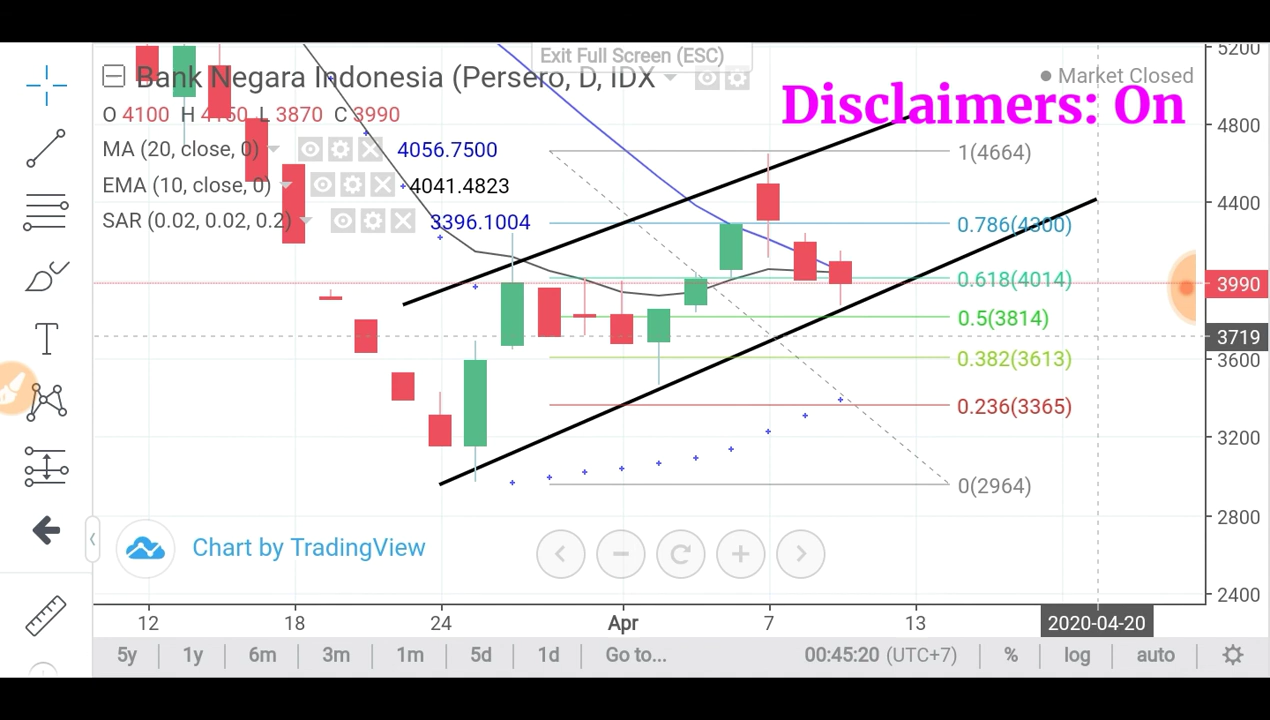 5200
Exit Full Screen (ESC)
Bank Negara Indonesia (Persero, D, IDX
Market Closed
Disclaimers: On
O 4100 H 4150 L 3870 C 3990
4800
MA (20, close, 0) 4056.7500
1(4664)
EMA (10, close, 0) 4041.4823
4400
SAR (0.02, 0.02, 0.2) 3396.1004
0.786(4300)
0.618(4014)
3990
0.5(3814)
3719
0.382(3613)
3600
0.236(3365)
3200
0(2964)
2800
Chart by TradingView
2400
12 18 24 Apr 7 13 2020-04-20
5y 1y 6m 3m 1m 5d 1d Go to... 00:45:20 (UTC+7) % log auto